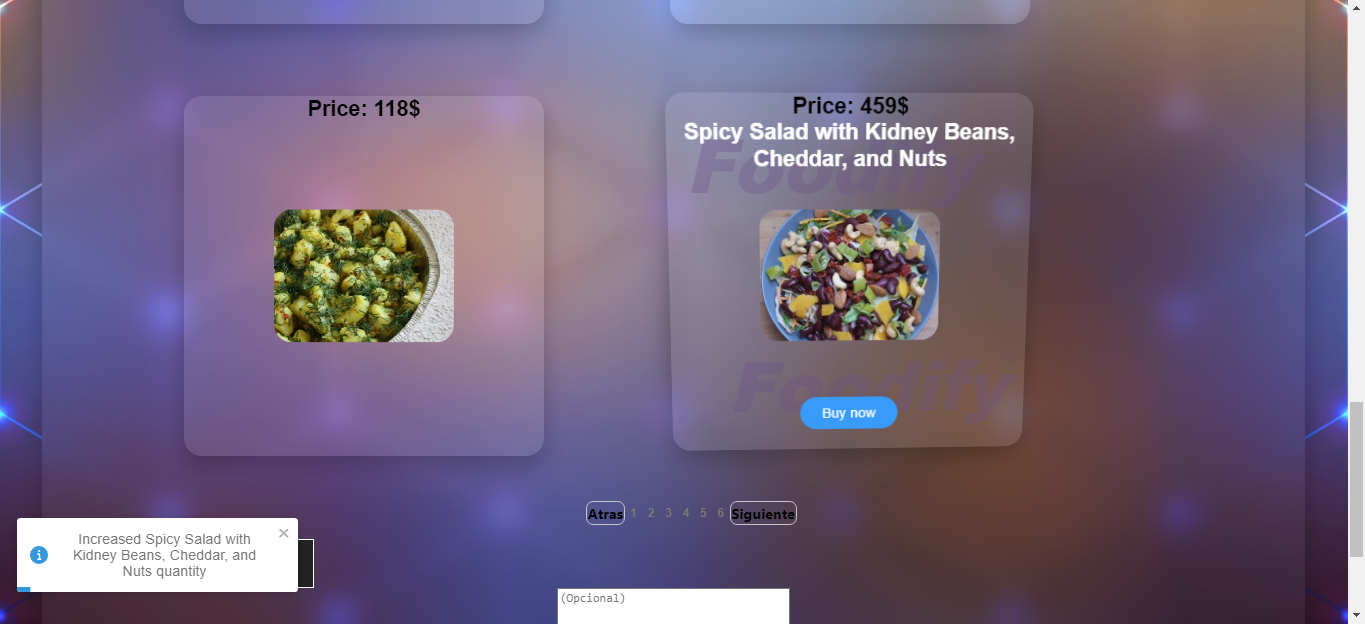 Price: 118$
Price: 459$
Spicy Salad with Kidney Beans,
Cheddar, and Nuts
Foodify
Foodify
Buy now
Atras 1 2 3 4 5 6 Siguiente
Increased Spicy Salad with
Kidney Beans, Cheddar, and
Nuts quantity
(Opcional)